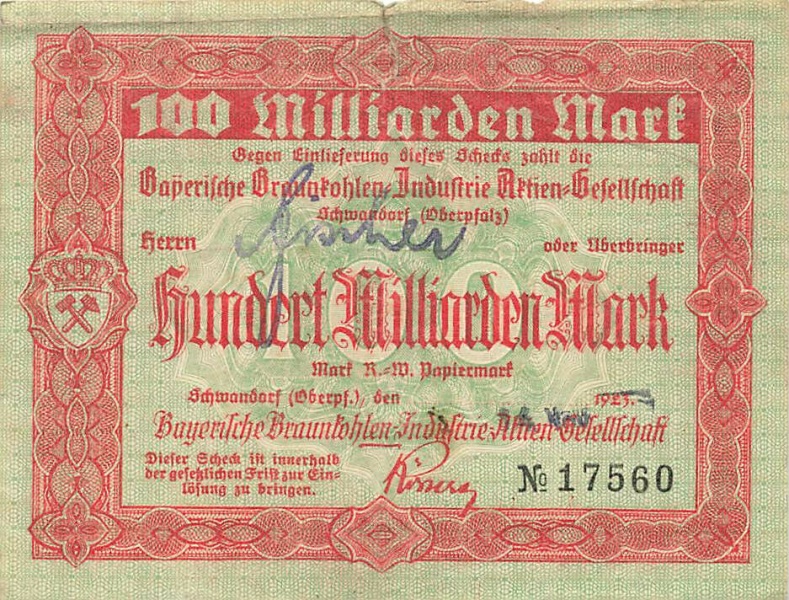 100 Milliarden Mark
Gegen Einlieferung dieses Schecks zahlt die
Bayerische Braunkohlen-Industrie Aktien-Gesellschaft
Schwandorf (Oberpfalz)
Herrn Fischer oder Überbringer
100
Hundert Milliarden Mark
Mark R.-W. Papiermark
Schwandorf (Oberpf.) den 1923.
Bayerische Braunkohlen-Industrie-Aktien-Gesellschaft
Dieser Scheck ist innerhalb
der gesetzlichen Frist zur Ein-
lösung zu bringen.
№ 17560